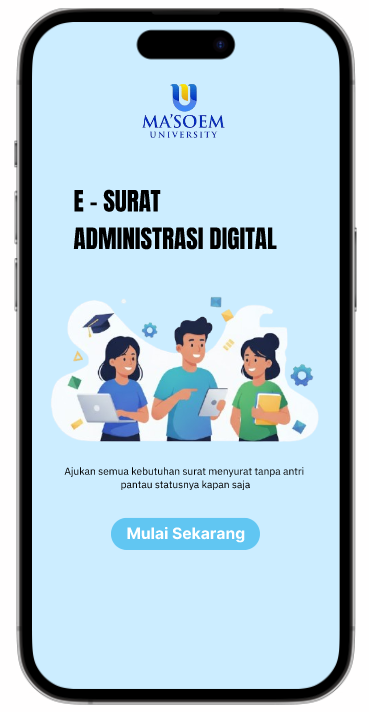 MA'SOEM
UNIVERSITY
E - SURAT
ADMINISTRASI DIGITAL
Ajukan semua kebutuhan surat menyurat tanpa antri
pantau statusnya kapan saja
Mulai Sekarang